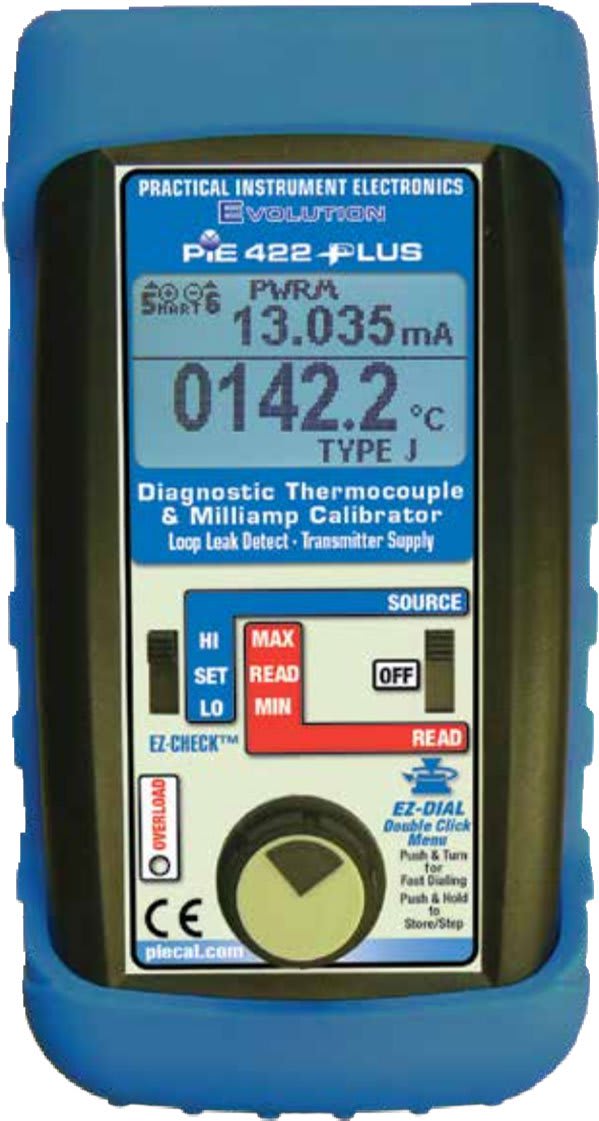 PRACTICAL INSTRUMENT ELECTRONICS
EVOLUTION
PIE 422 PLUS
5 HART 6 PWRM
13.035 mA
0142.2 °C
TYPE J
Diagnostic Thermocouple
& Milliamp Calibrator
Loop Leak Detect · Transmitter Supply
SOURCE
HI MAX
SET READ OFF
LO MIN
EZ-CHECK™ READ
OVERLOAD
EZ-DIAL
Double Click
Menu
Push & Turn
for
Fast Dialing
Push & Hold
to
Store/Step
CE
piecal.com